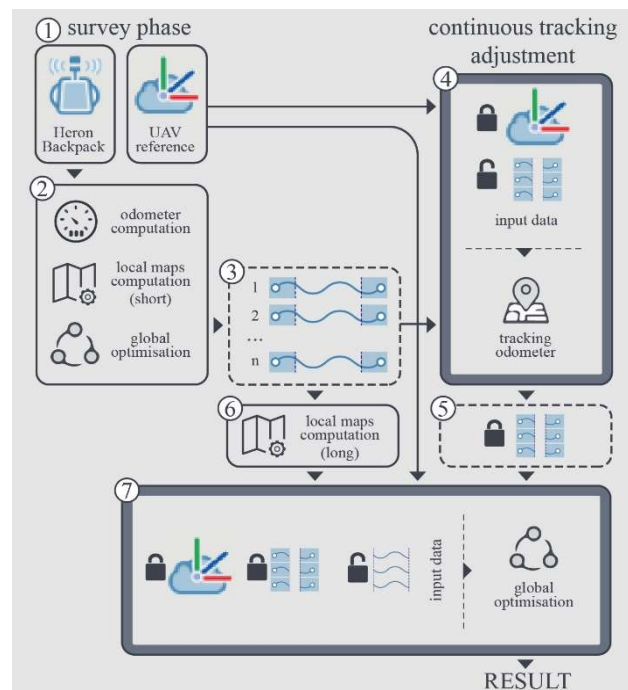 ① survey phase
Heron
Backpack
UAV
reference
continuous tracking
adjustment
④
input data
tracking
odometer
②
odometer
computation
local maps
computation
(short)
global
optimisation
③
1
2
...
n
⑥
local maps
computation
(long)
⑤
⑦
input data
global
optimisation
RESULT